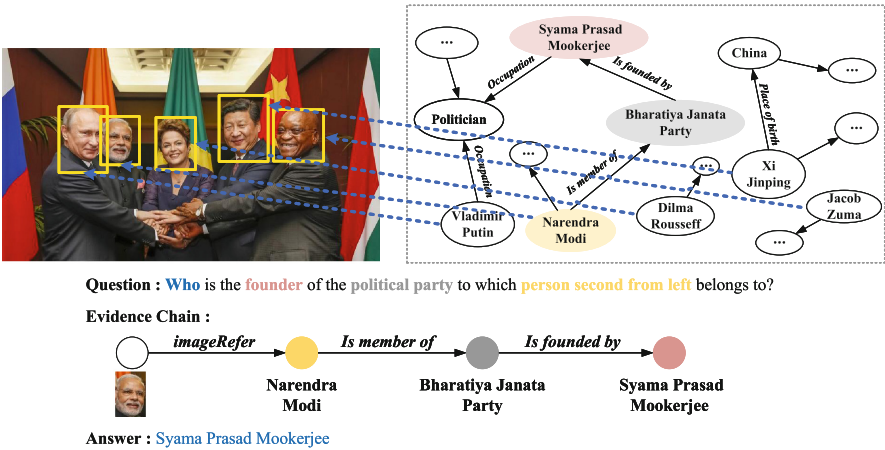 ...
Syama Prasad
Mookerjee
China
...
Occupation
Is founded by
Place of birth
Politician
Bharatiya Janata
Party
...
...
Occupation
Is member of
...
Xi
Jinping
Vladimir
Putin
Narendra
Modi
Dilma
Rousseff
Jacob
Zuma
...
Question : Who is the founder of the political party to which person second from left belongs to?
Evidence Chain :
imageRefer
Is member of
Is founded by
Narendra
Modi
Bharatiya Janata
Party
Syama Prasad
Mookerjee
Answer : Syama Prasad Mookerjee